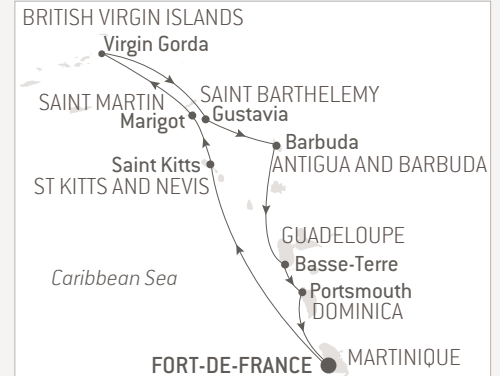 BRITISH VIRGIN ISLANDS
Virgin Gorda
SAINT BARTHELEMY
SAINT MARTIN
Gustavia
Marigot
Barbuda
Saint Kitts
ANTIGUA AND BARBUDA
ST KITTS AND NEVIS
GUADELOUPE
Basse-Terre
Caribbean Sea
Portsmouth
DOMINICA
MARTINIQUE
FORT-DE-FRANCE